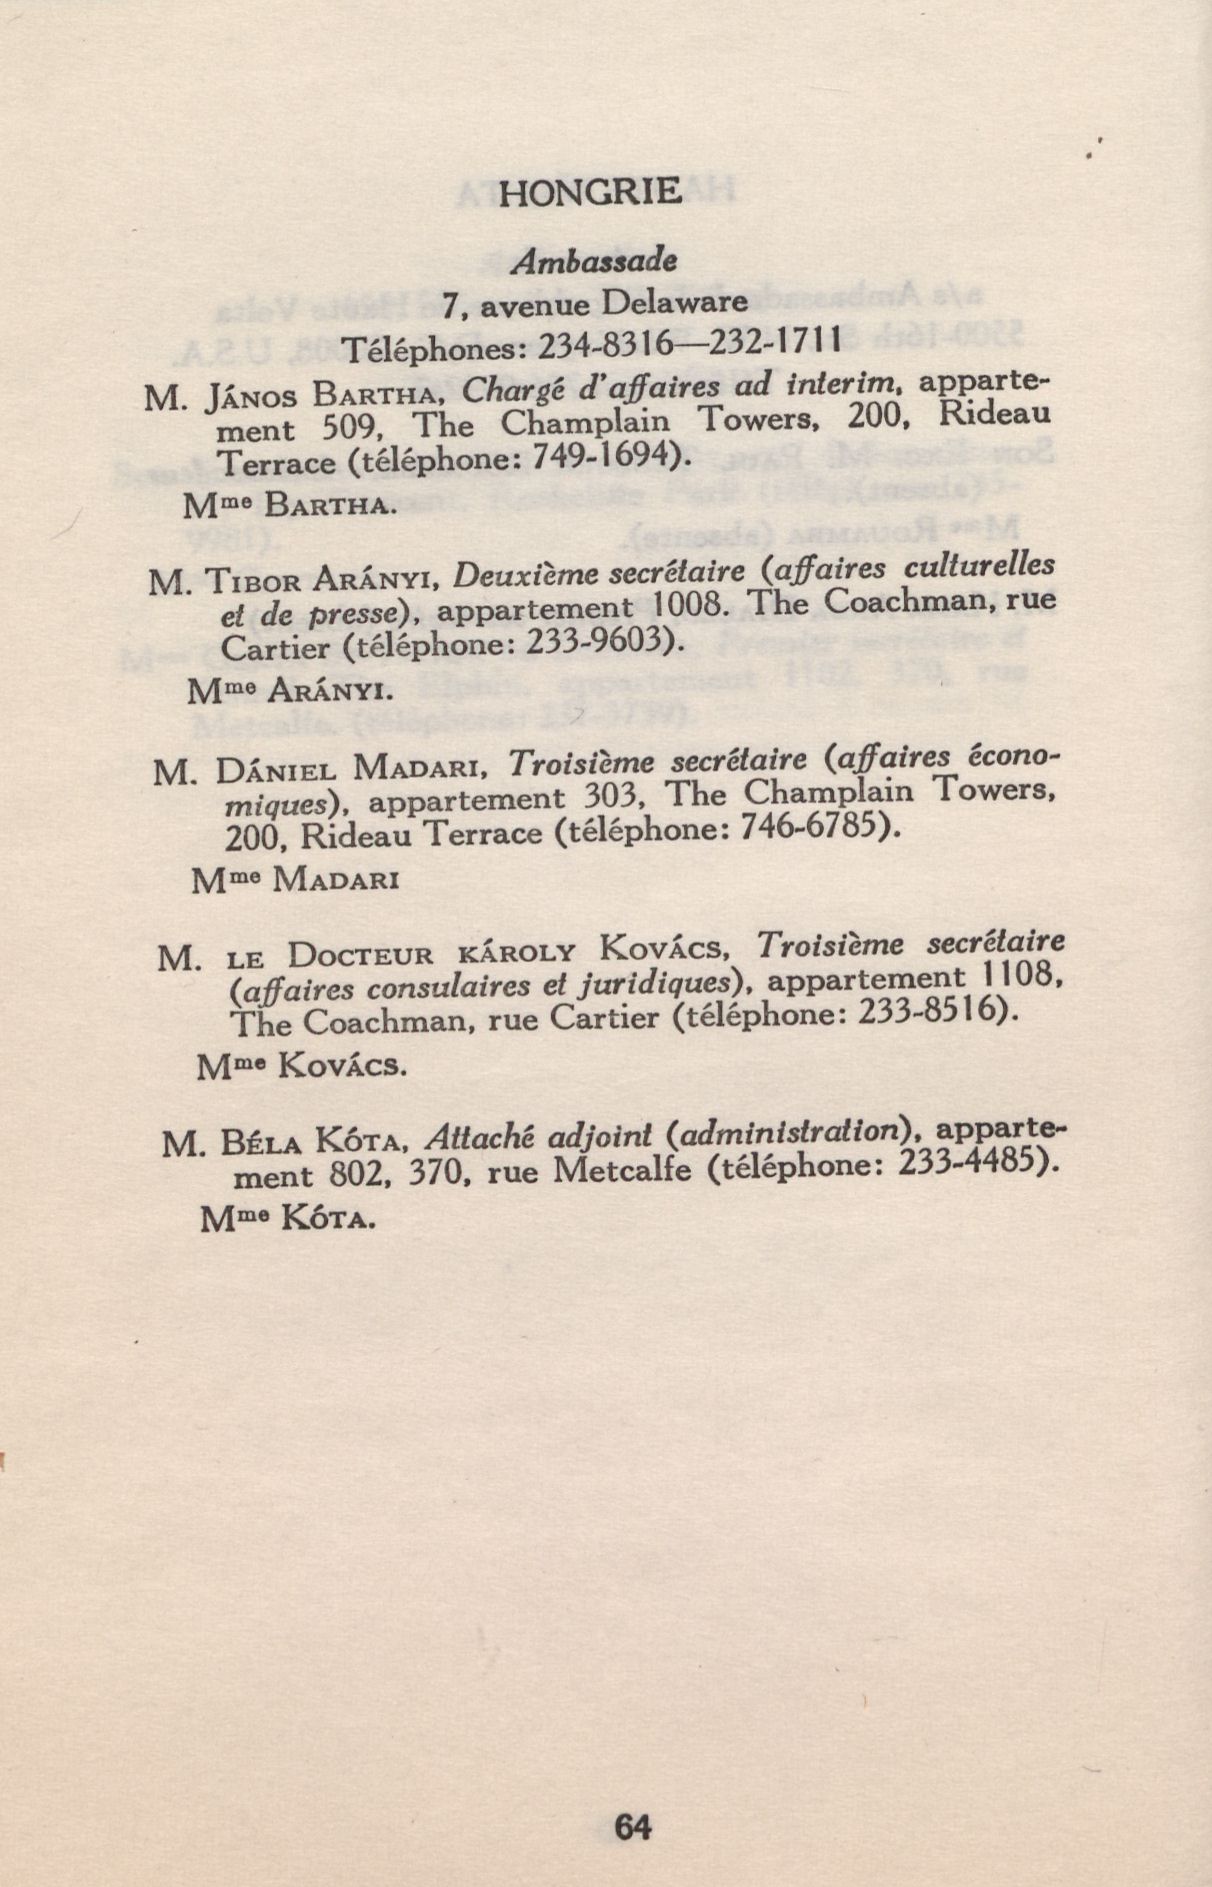 HONGRIE
Ambassade
7, avenue Delaware
Téléphones: 234-8316—232-1711
M. János Bartha, Chargé d'affaires ad interim, apparte-
ment 509, The Champlain Towers, 200, Rideau
Terrace (téléphone: 749-1694).
Mme Bartha.
M. Tibor Arányi, Deuxième secrétaire (affaires culturelles
et de presse), appartement 1008. The Coachman, rue
Cartier (téléphone: 233-9603).
Mme Arányi.
M. Dániel Madari, Troisième secrétaire (affaires écono-
miques), appartement 303, The Champlain Towers,
200, Rideau Terrace (téléphone: 746-6785).
Mme Madari
M. le Docteur károly Kovács, Troisième secrétaire
(affaires consulaires et juridiques), appartement 1108,
The Coachman, rue Cartier (téléphone: 233-8516).
Mme Kovács.
M. Béla Kóta, Attaché adjoint (administration), apparte-
ment 802, 370, rue Metcalfe (téléphone: 233-4485).
Mme Kóta.
64